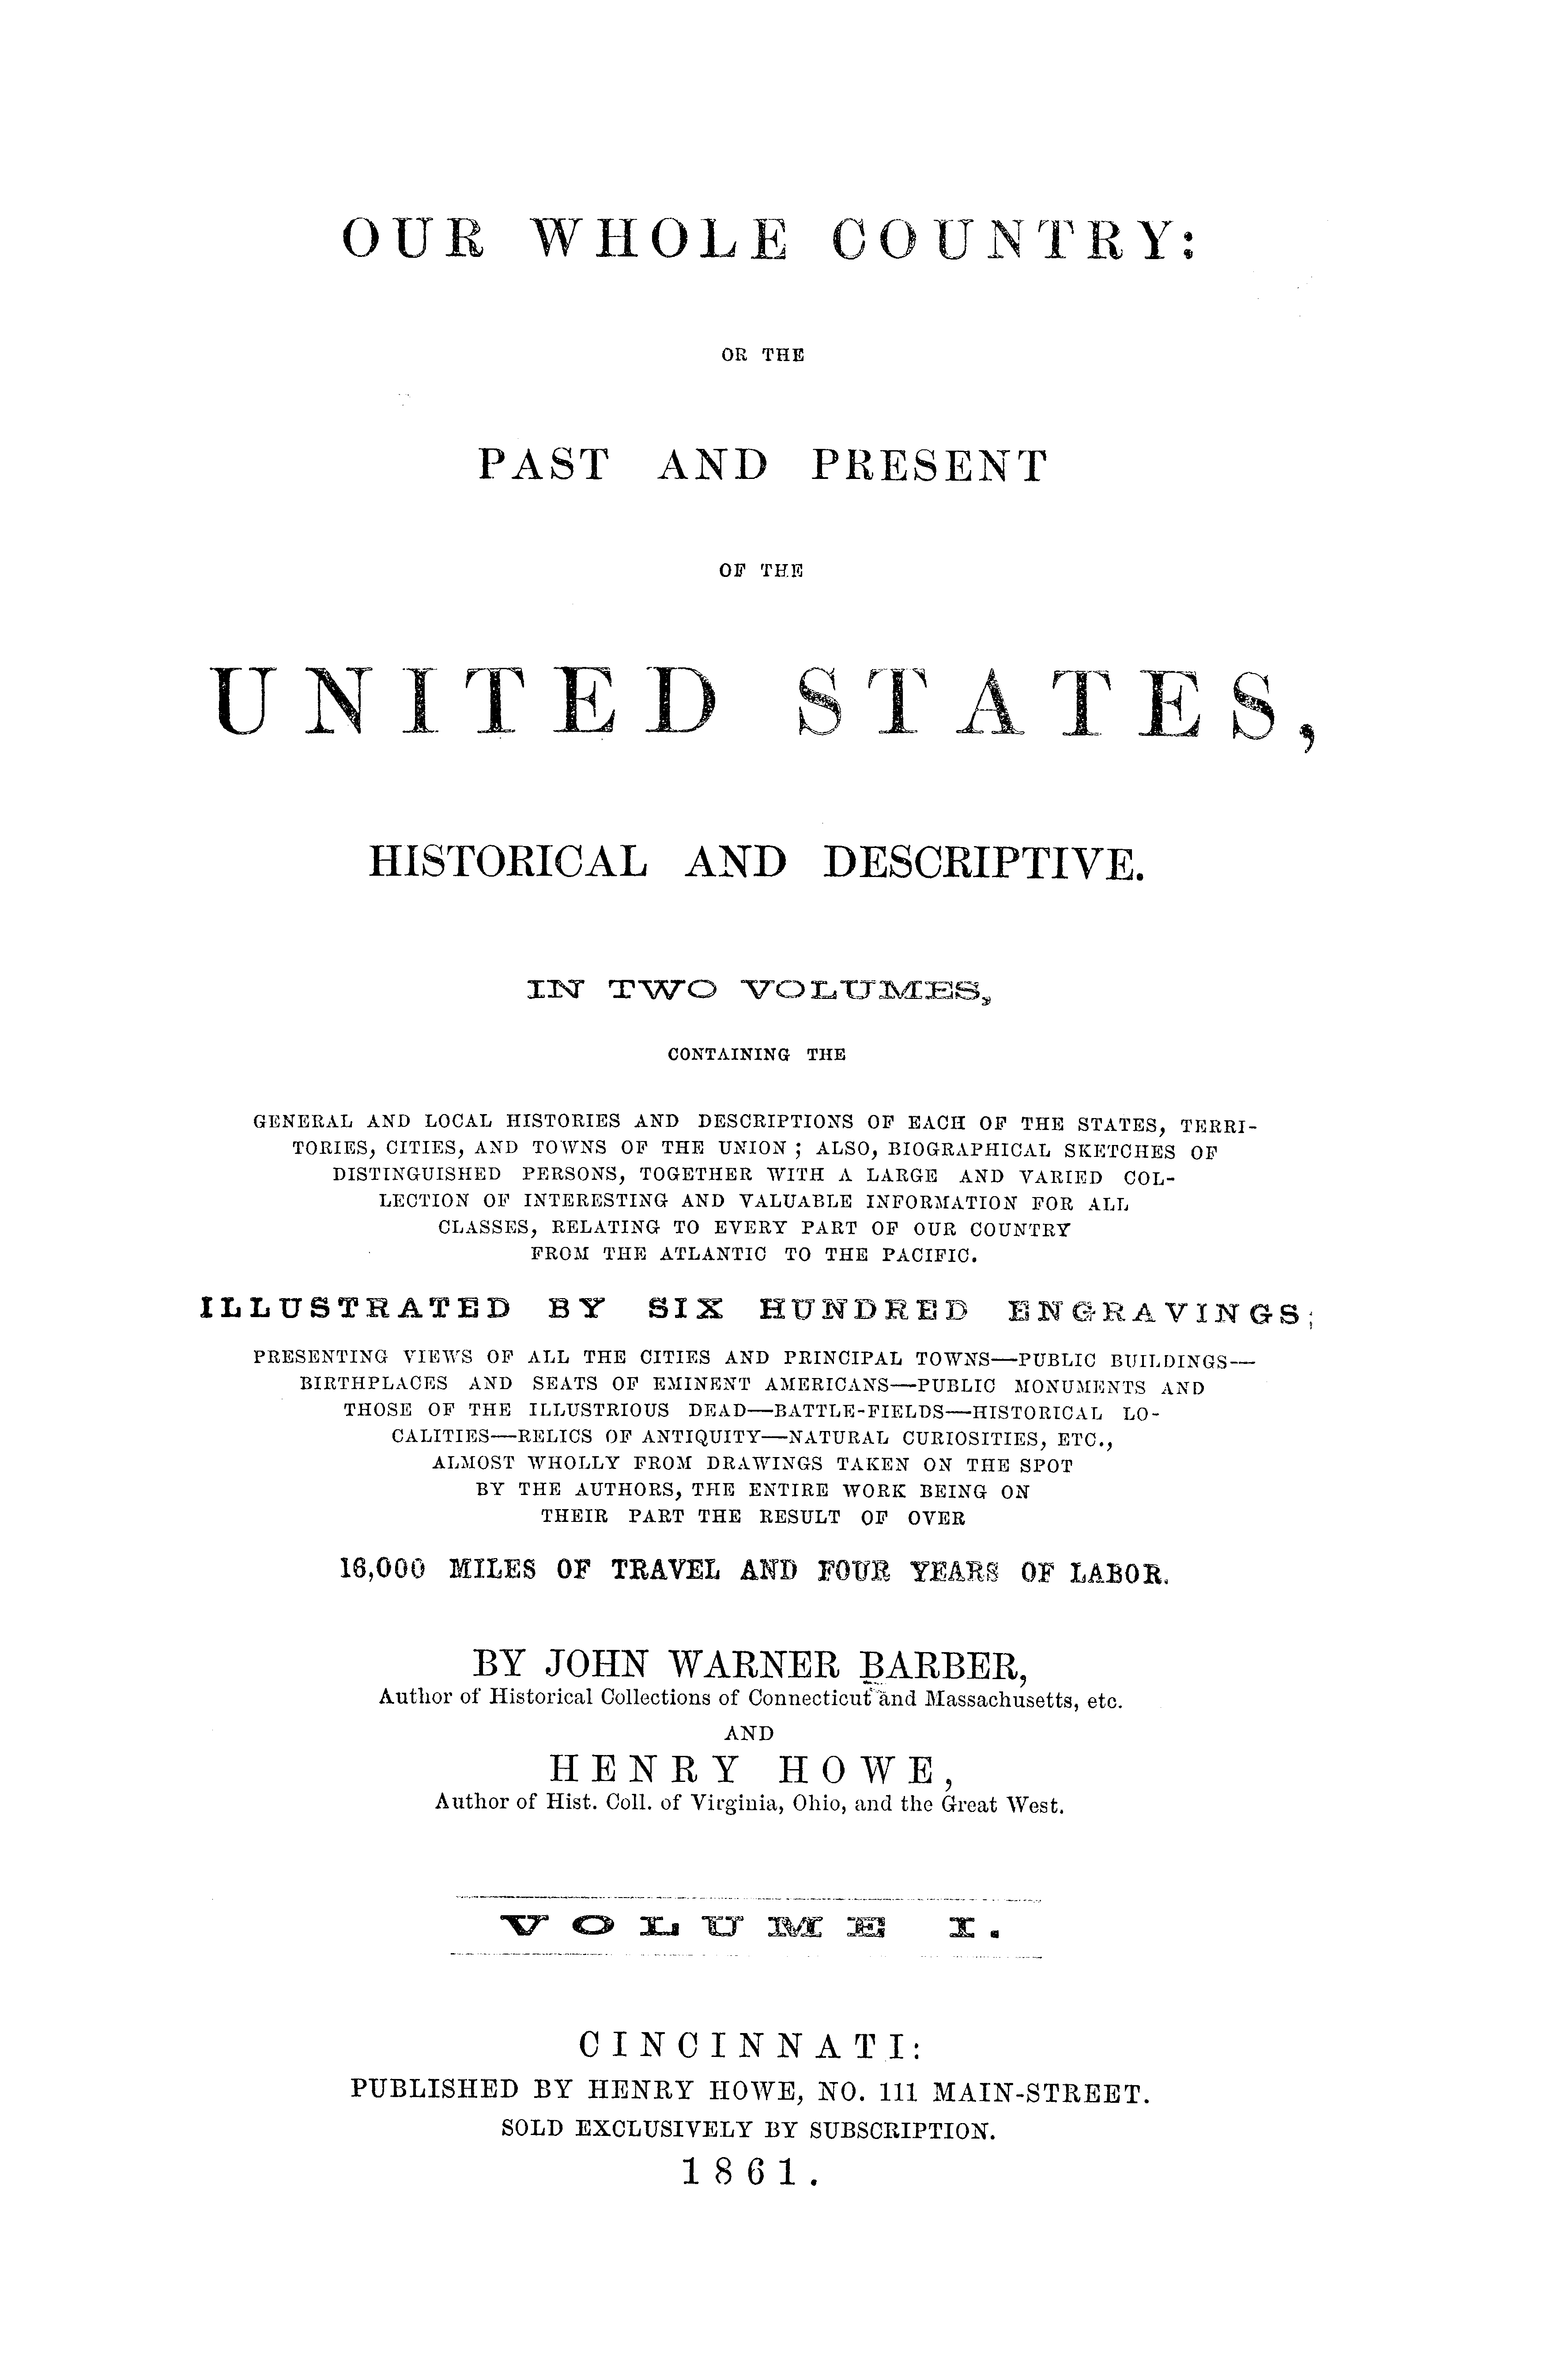 OUR WHOLE COUNTRY:
OR THE
PAST AND PRESENT
OF THE
UNITED STATES,
HISTORICAL AND DESCRIPTIVE.
IN TWO VOLUMES,
CONTAINING THE
GENERAL AND LOCAL HISTORIES AND DESCRIPTIONS OF EACH OF THE STATES, TERRI-
TORIES, CITIES, AND TOWNS OF THE UNION; ALSO, BIOGRAPHICAL SKETCHES OF
DISTINGUISHED PERSONS, TOGETHER WITH A LARGE AND VARIED COL-
LECTION OF INTERESTING AND VALUABLE INFORMATION FOR ALL
CLASSES, RELATING TO EVERY PART OF OUR COUNTRY
FROM THE ATLANTIC TO THE PACIFIC.
ILLUSTRATED BY SIX HUNDRED ENGRAVINGS;
PRESENTING VIEWS OF ALL THE CITIES AND PRINCIPAL TOWNS—PUBLIC BUILDINGS—
BIRTHPLACES AND SEATS OF EMINENT AMERICANS—PUBLIC MONUMENTS AND
THOSE OF THE ILLUSTRIOUS DEAD—BATTLE-FIELDS—HISTORICAL LO-
CALITIES—RELICS OF ANTIQUITY—NATURAL CURIOSITIES, ETC.,
ALMOST WHOLLY FROM DRAWINGS TAKEN ON THE SPOT
BY THE AUTHORS, THE ENTIRE WORK BEING ON
THEIR PART THE RESULT OF OVER
16,000 MILES OF TRAVEL AND FOUR YEARS OF LABOR.
BY JOHN WARNER BARBER,
Author of Historical Collections of Connecticut and Massachusetts, etc.
AND
HENRY HOWE,
Author of Hist. Coll. of Virginia, Ohio, and the Great West.
VOLUME I.
CINCINNATI:
PUBLISHED BY HENRY HOWE, NO. 111 MAIN-STREET.
SOLD EXCLUSIVELY BY SUBSCRIPTION.
1861.